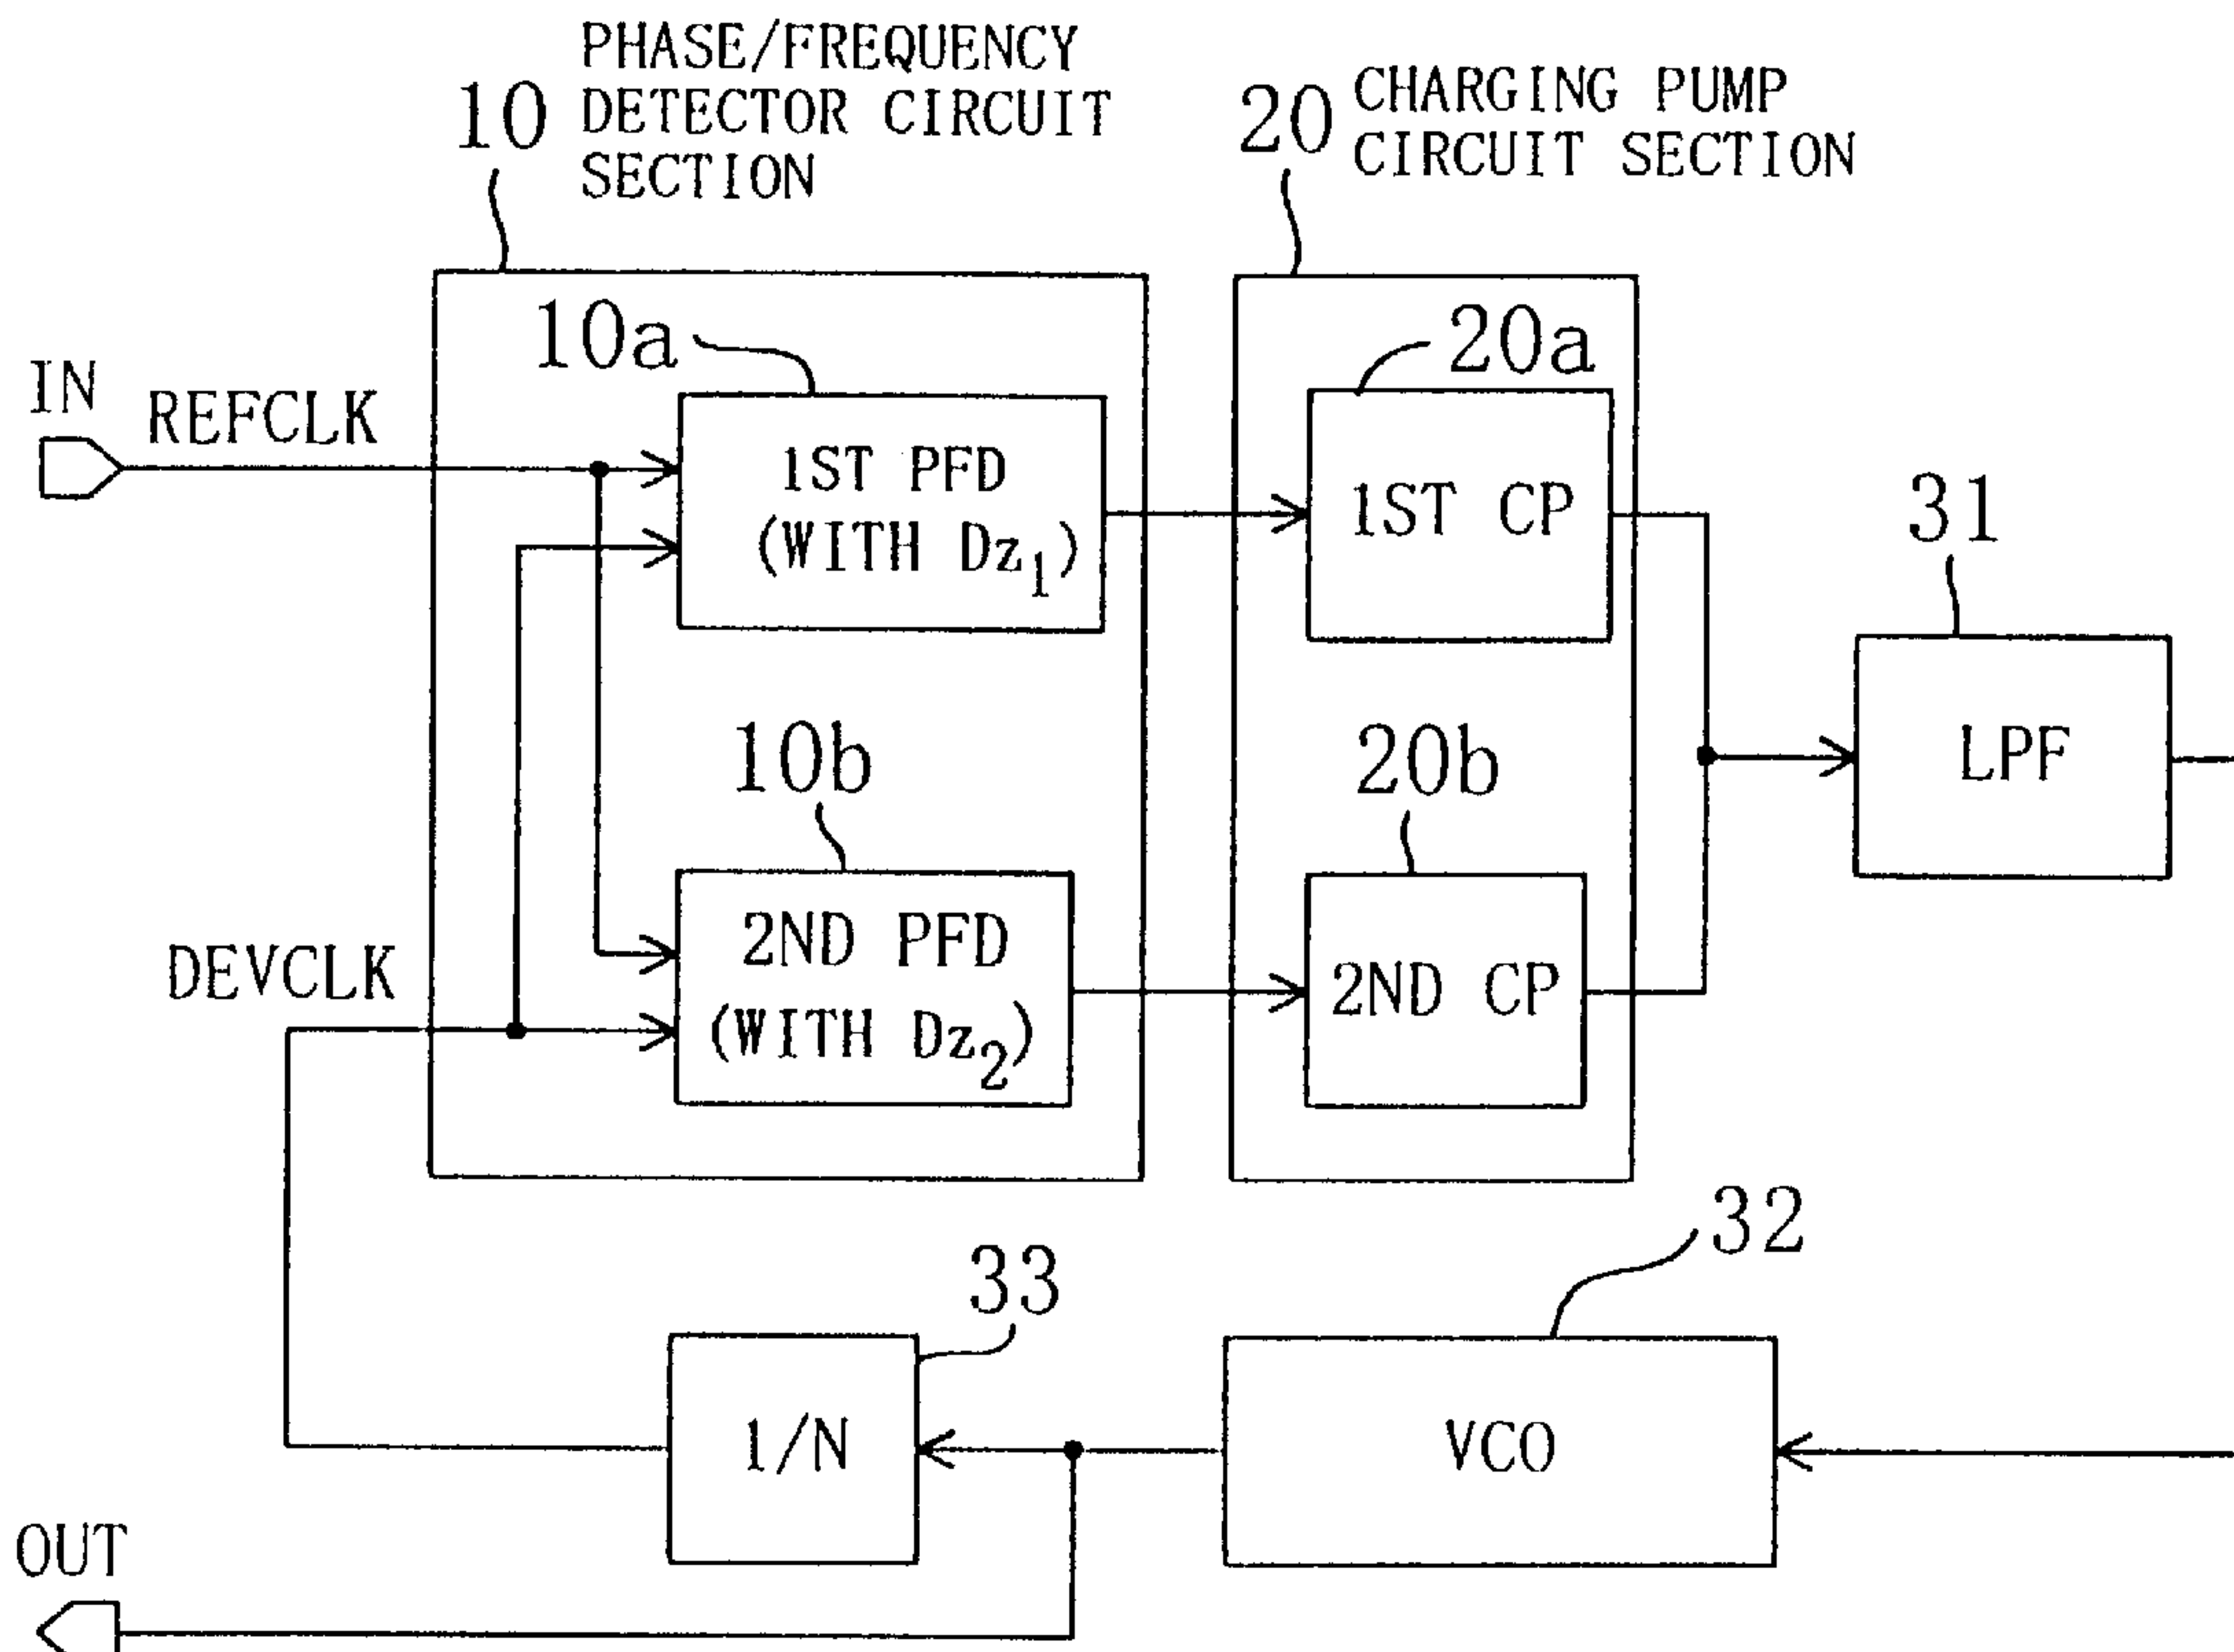 PHASE/FREQUENCY
DETECTOR CIRCUIT
SECTION
10
CHARGING PUMP
CIRCUIT SECTION
20
IN
REFCLK
10a
1ST PFD
(WITH Dz1)
20a
1ST CP
31
LPF
10b
2ND PFD
(WITH Dz2)
20b
2ND CP
DEVCLK
33
1/N
32
VCO
OUT